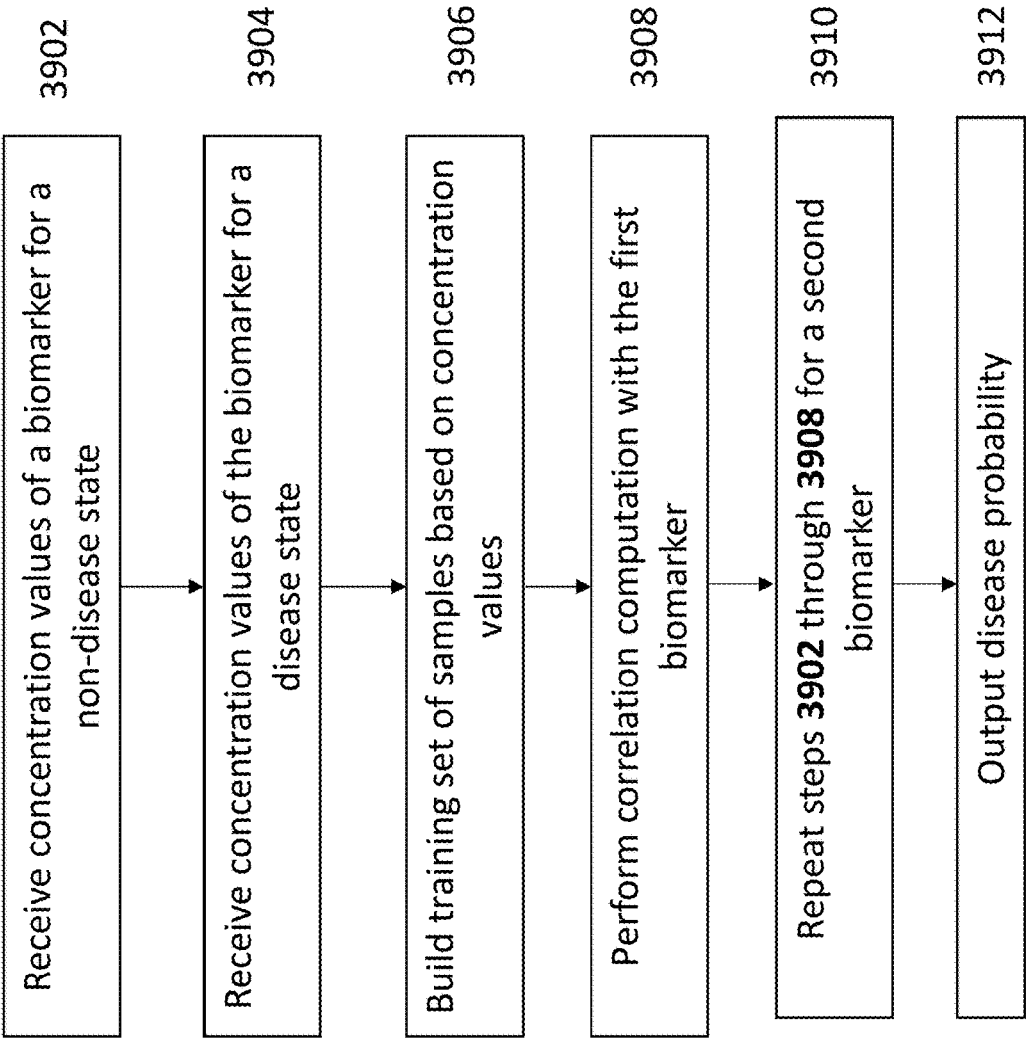 Receive concentration values of a biomarker for a
non-disease state
3902
Receive concentration values of the biomarker for a
disease state
3904
Build training set of samples based on concentration
values
3906
Perform correlation computation with the first
biomarker
3908
Repeat steps 3902 through 3908 for a second
biomarker
3910
Output disease probability
3912